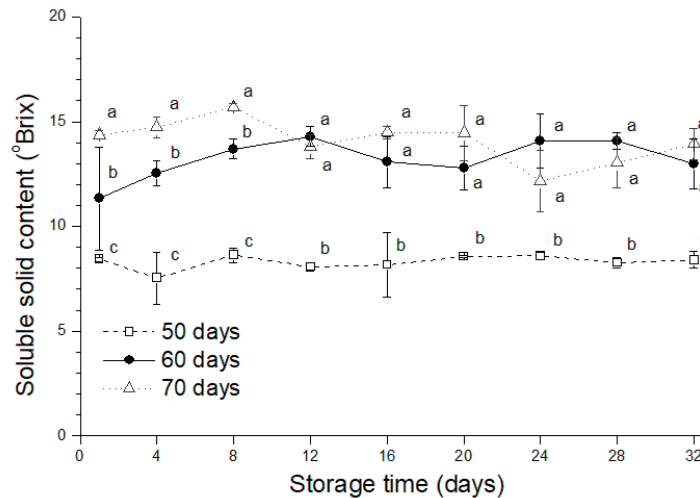 20
15
10
5
0
Soluble solid content (°Brix)
a a a a a a a a a
b b b a a a a a
c c c b b b b b
50 days
60 days
70 days
0 4 8 12 16 20 24 28 32
Storage time (days)